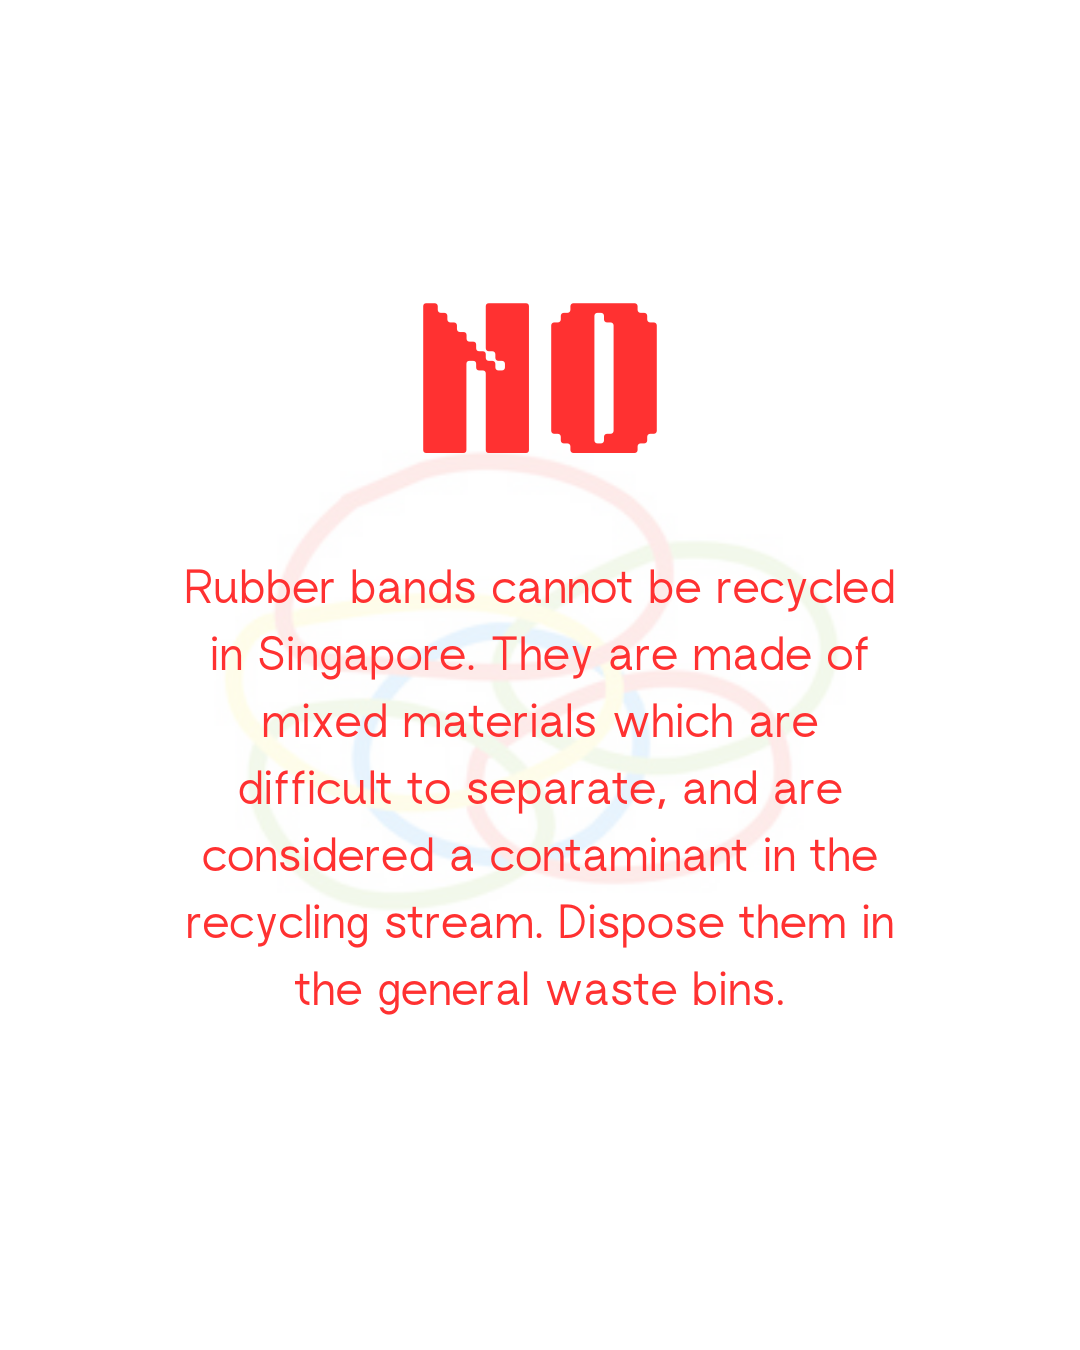 NO
Rubber bands cannot be recycled
in Singapore. They are made of
mixed materials which are
difficult to separate, and are
considered a contaminant in the
recycling stream. Dispose them in
the general waste bins.